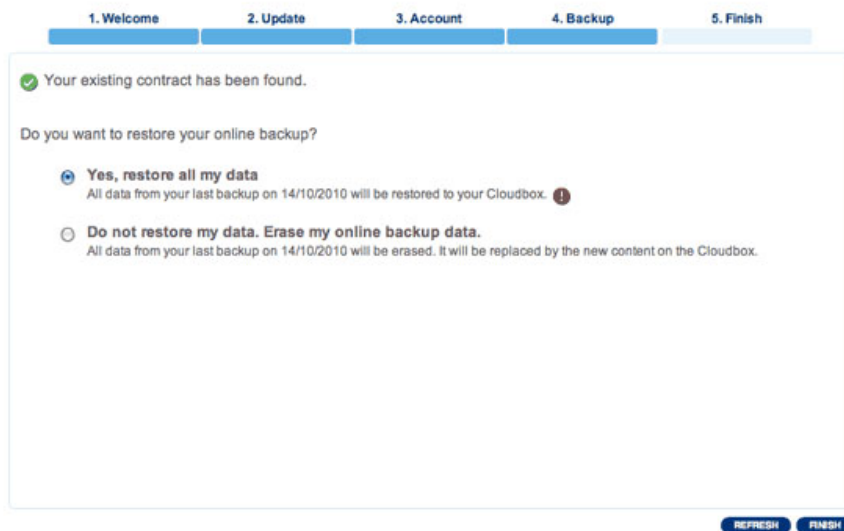 1. Welcome 2. Update 3. Account 4. Backup 5. Finish
Your existing contract has been found.
Do you want to restore your online backup?
Yes, restore all my data
All data from your last backup on 14/10/2010 will be restored to your Cloudbox.
Do not restore my data. Erase my online backup data.
All data from your last backup on 14/10/2010 will be erased. It will be replaced by the new content on the Cloudbox.
REFRESH FINISH